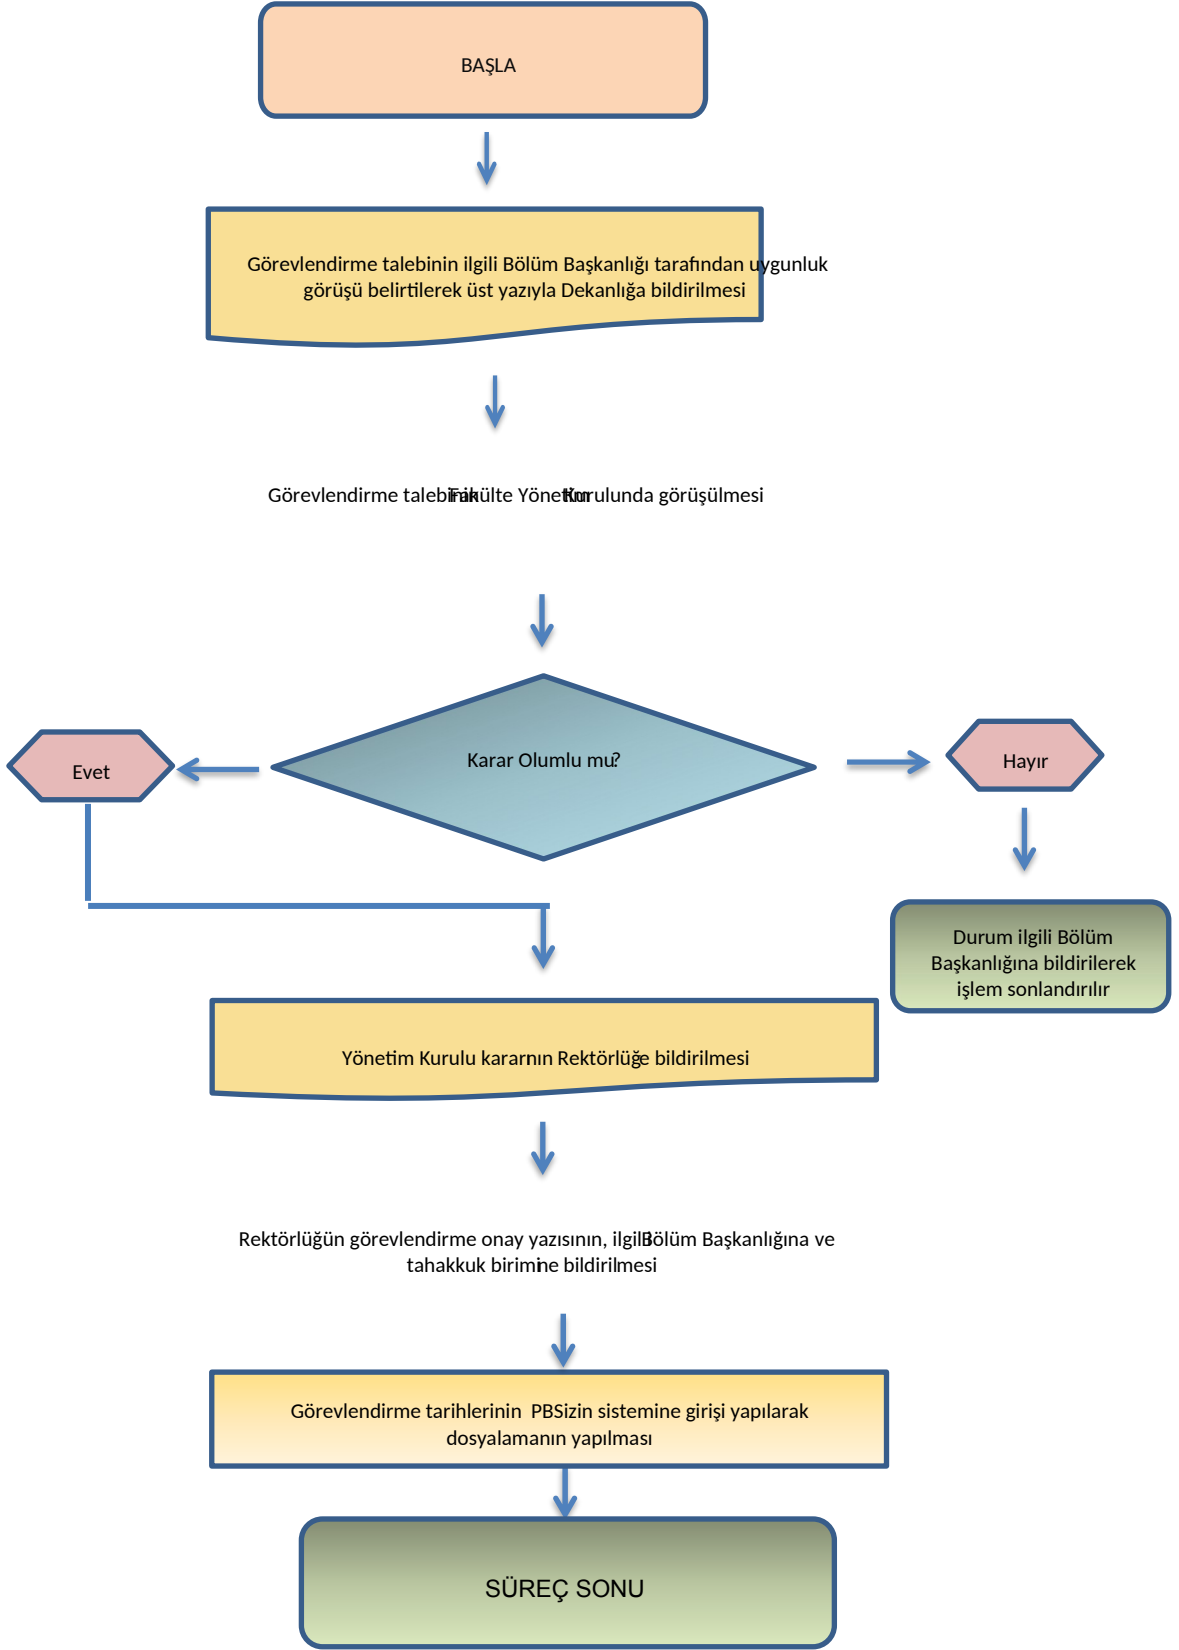 BAŞLA
Görevlendirme talebinin ilgili Bölüm Başkanlığı tarafından uygunluk
görüşü belirtilerek üst yazıyla Dekanlığa bildirilmesi
Görevlendirme talebinin Fakülte Yönetim Kurulunda görüşülmesi
Karar Olumlu mu?
Evet
Hayır
Durum ilgili Bölüm
Başkanlığına bildirilerek
işlem sonlandırılır
Yönetim Kurulu kararnın Rektörlüğe bildirilmesi
Rektörlüğün görevlendirme onay yazısının, ilgili Bölüm Başkanlığına ve
tahakkuk birimine bildirilmesi
Görevlendirme tarihlerinin PBSizin sistemine girişi yapılarak
dosyalamanın yapılması
SÜREÇ SONU